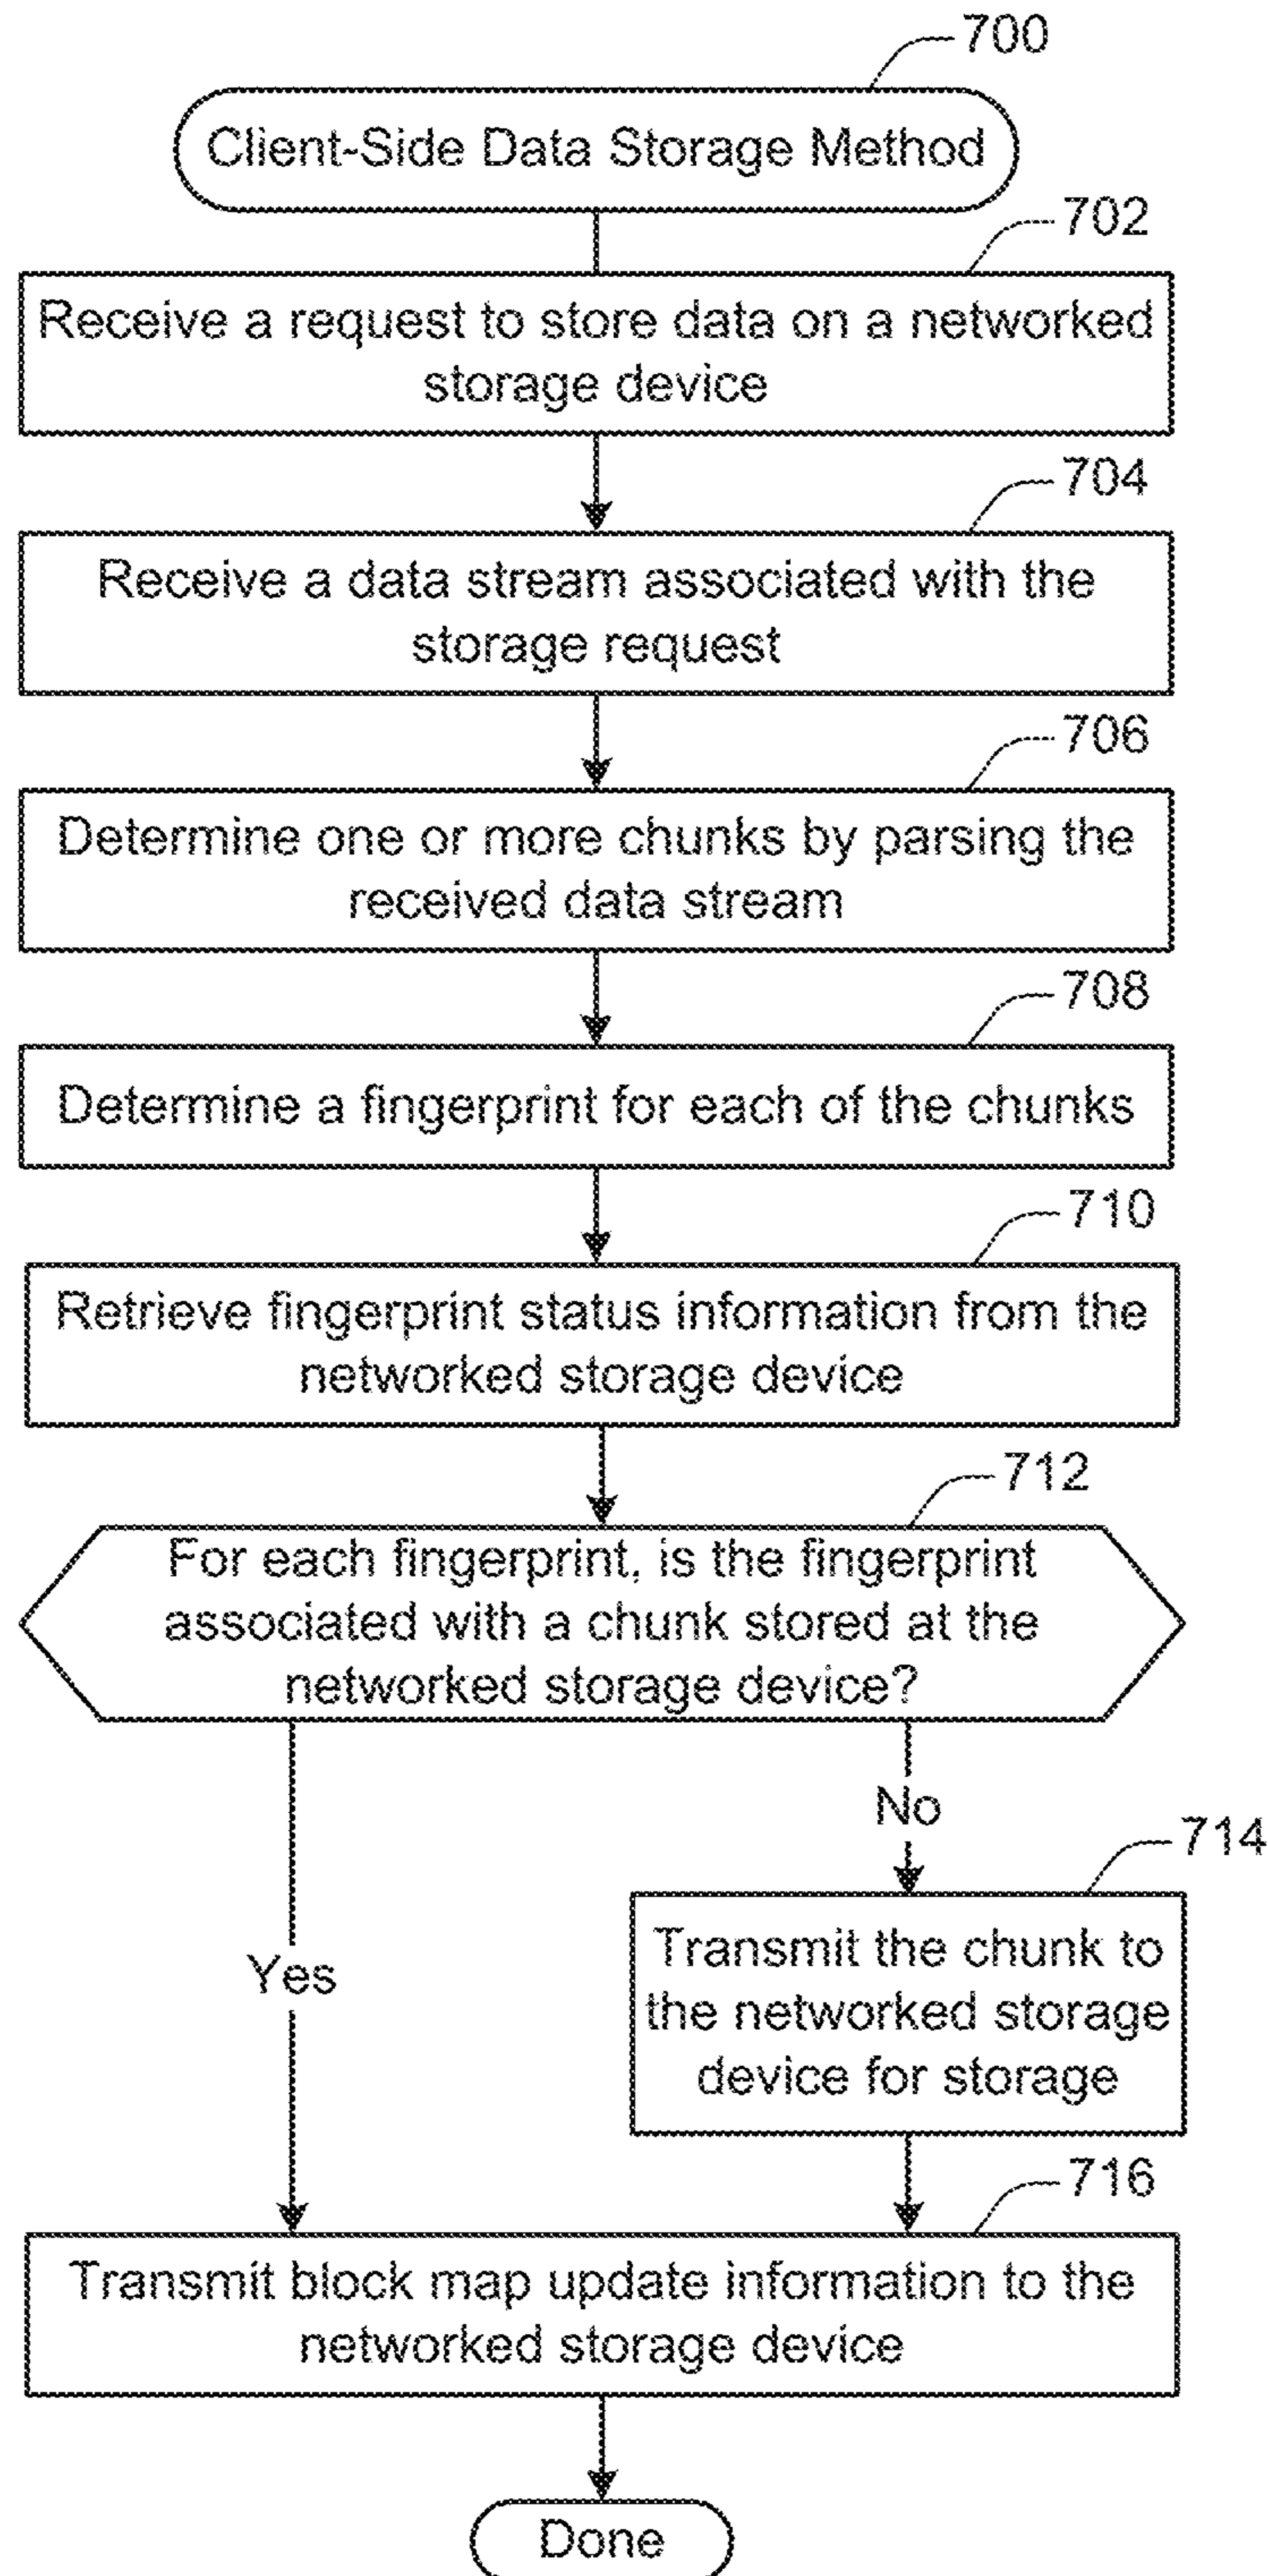 700
Client-Side Data Storage Method
702
Receive a request to store data on a networked
storage device
704
Receive a data stream associated with the
storage request
706
Determine one or more chunks by parsing the
received data stream
708
Determine a fingerprint for each of the chunks
710
Retrieve fingerprint status information from the
networked storage device
712
For each fingerprint, is the fingerprint
associated with a chunk stored at the
networked storage device?
No
714
Transmit the chunk to
the networked storage
device for storage
Yes
716
Transmit block map update information to the
networked storage device
Done